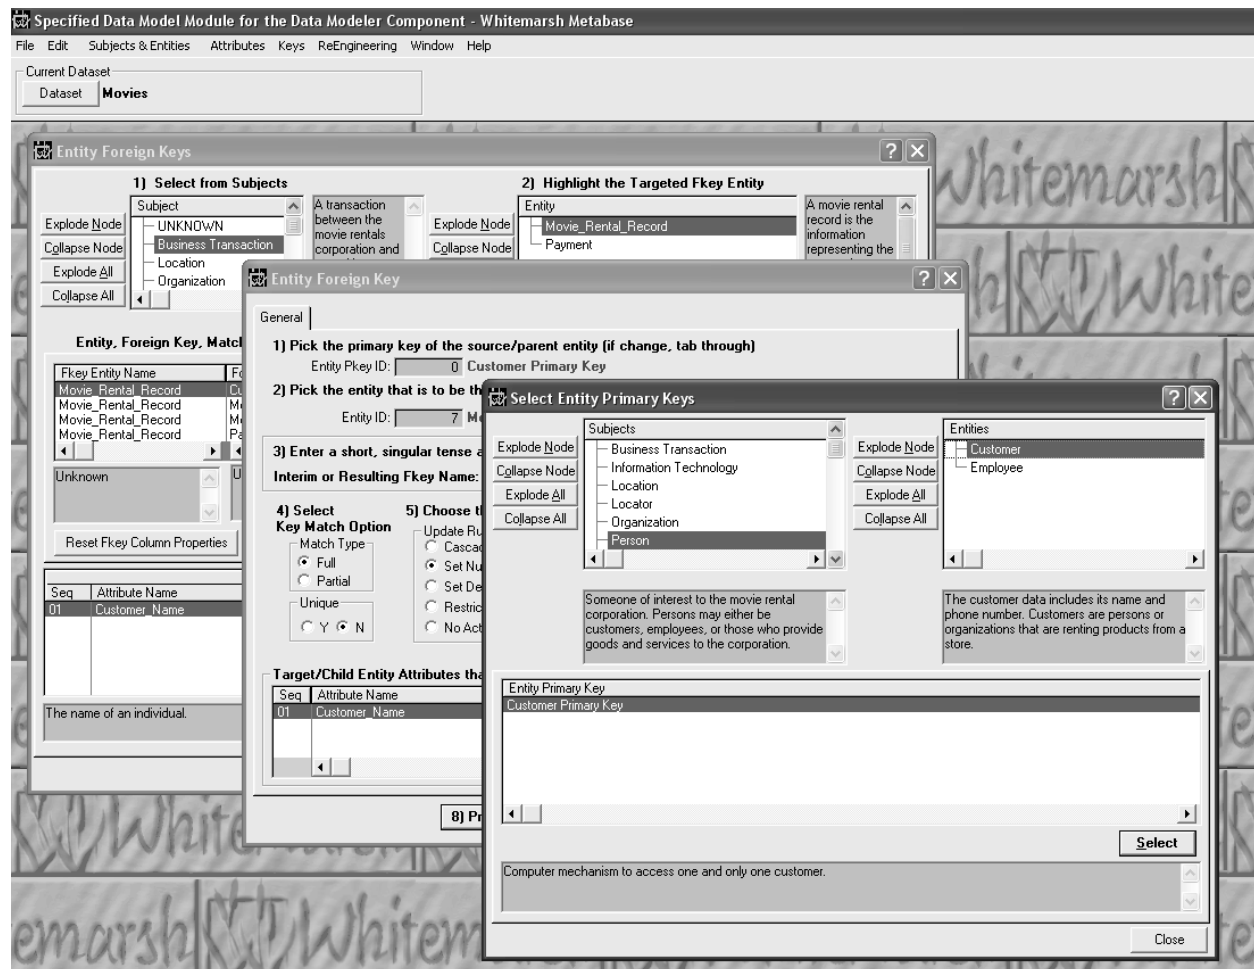 Specified Data Model Module for the Data Modeler Component - Whitemarsh Metabase
File Edit Subjects & Entities Attributes Keys ReEngineering Window Help
Current Dataset
Dataset Movies
Entity Foreign Keys
1) Select from Subjects
2) Highlight the Targeted Fkey Entity
Explode Node
Collapse Node
Explode All
Collapse All
Subject
UNKNOWN
Business Transaction
Location
Organization
A transaction
between the
movie rentals
corporation and
Explode Node
Collapse Node
Entity
Movie_Rental_Record
Payment
A movie rental
record is the
information
representing the
Entity, Foreign Key, Match
Fkey Entity Name
Movie_Rental_Record
Movie_Rental_Record
Movie_Rental_Record
Movie_Rental_Record
Unknown
Reset Fkey Column Properties
Seq Attribute Name
01 Customer_Name
The name of an individual.
Entity Foreign Key
General
1) Pick the primary key of the source/parent entity (if change, tab through)
Entity Pkey ID: 0 Customer Primary Key
2) Pick the entity that is to be th
Entity ID: 7
3) Enter a short, singular tense a
Interim or Resulting Fkey Name:
4) Select
Key Match Option
Match Type
Full
Partial
Unique
Y N
5) Choose t
Update Ru
Cascad
Set Nu
Set De
Restric
No Act
Target/Child Entity Attributes tha
Seq Attribute Name
01 Customer_Name
8) Pr
Select Entity Primary Keys
Explode Node
Collapse Node
Explode All
Collapse All
Subjects
Business Transaction
Information Technology
Location
Locator
Organization
Person
Explode Node
Collapse Node
Explode All
Collapse All
Entities
Customer
Employee
Someone of interest to the movie rental
corporation. Persons may either be
customers, employees, or those who provide
goods and services to the corporation.
The customer data includes its name and
phone number. Customers are persons or
organizations that are renting products from a
store.
Entity Primary Key
Customer Primary Key
Select
Computer mechanism to access one and only one customer.
Close
Whitemarsh
Whitemarsh